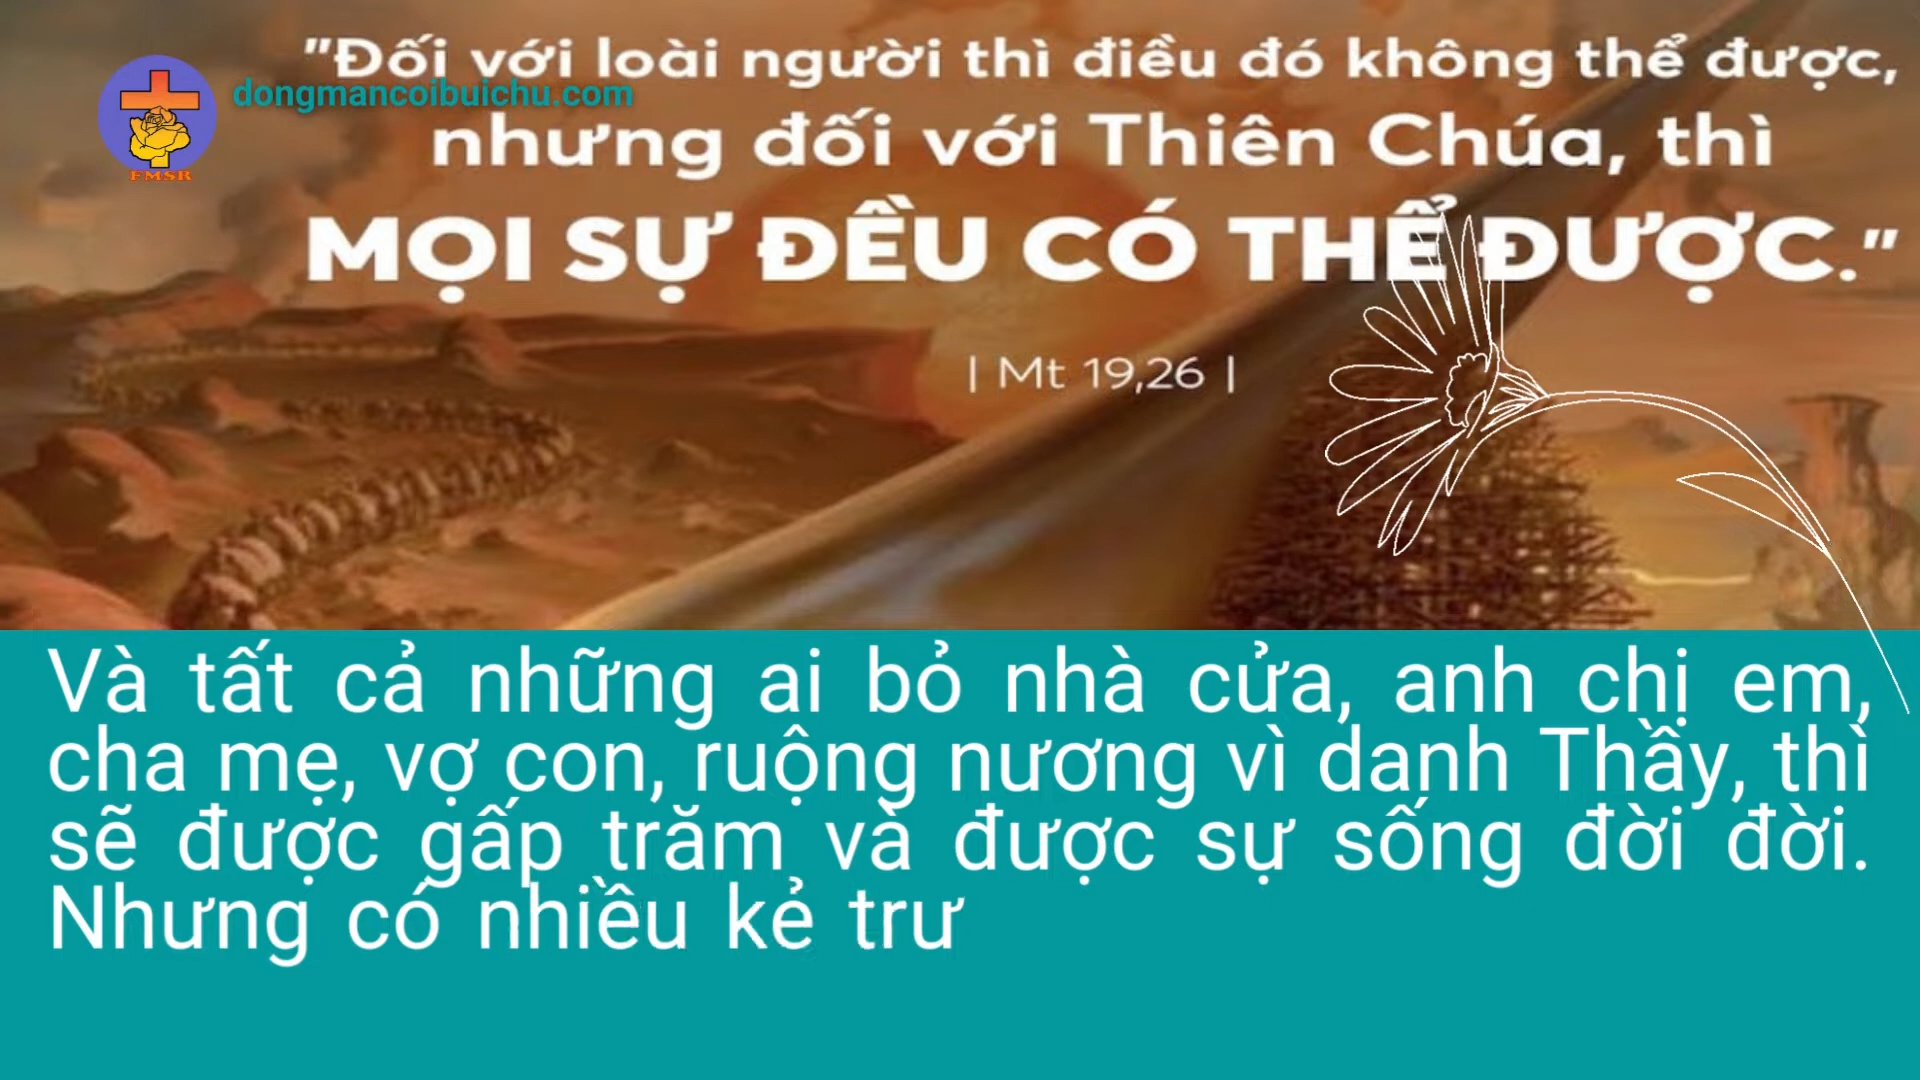 "Đối với loài người thì điều đó không thể được,
dongmancoibuichu.com
nhưng đối với Thiên Chúa, thì
FMSR
MỌI SỰ ĐỀU CÓ THỂ ĐƯỢC."
| Mt 19,26 |
Và tất cả những ai bỏ nhà cửa, anh chị em,
cha mẹ, vợ con, ruộng nương vì danh Thầy, thì
sẽ được gấp trăm và được sự sống đời đời.
Nhưng có nhiều kẻ trư